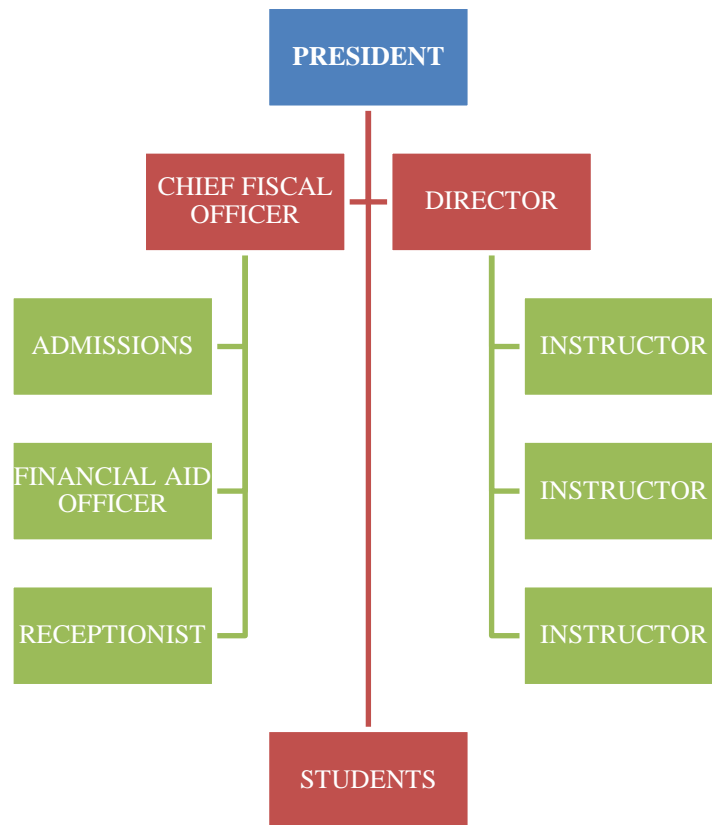 PRESIDENT
CHIEF FISCAL
OFFICER
DIRECTOR
ADMISSIONS
INSTRUCTOR
FINANCIAL AID
OFFICER
INSTRUCTOR
RECEPTIONIST
INSTRUCTOR
STUDENTS